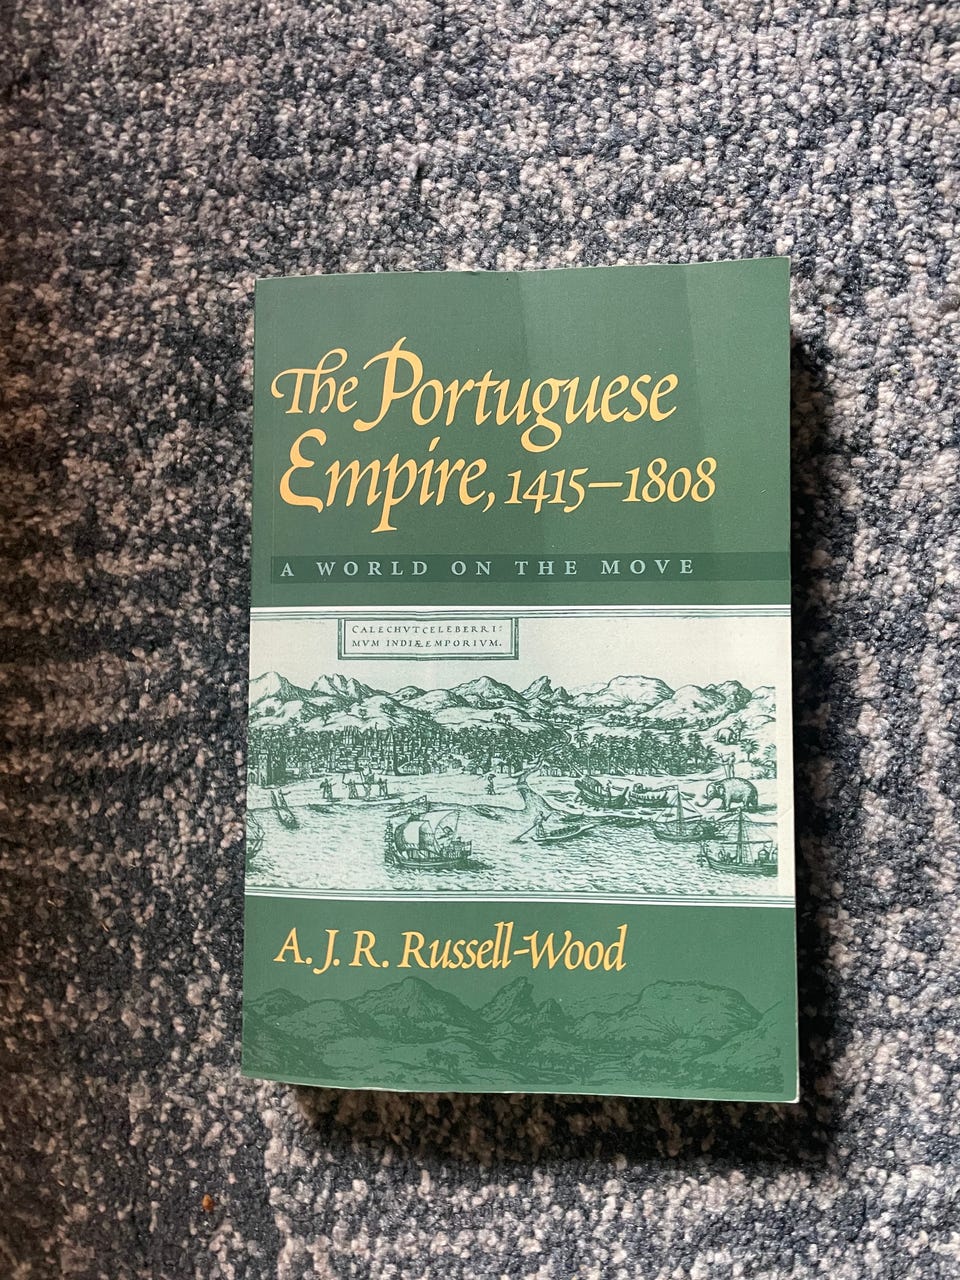 The Portuguese
Empire, 1415–1808
A WORLD ON THE MOVE
CALECHVT CELEBERRI:
MVM INDIÆ EMPORIVM.
A. J. R. Russell-Wood